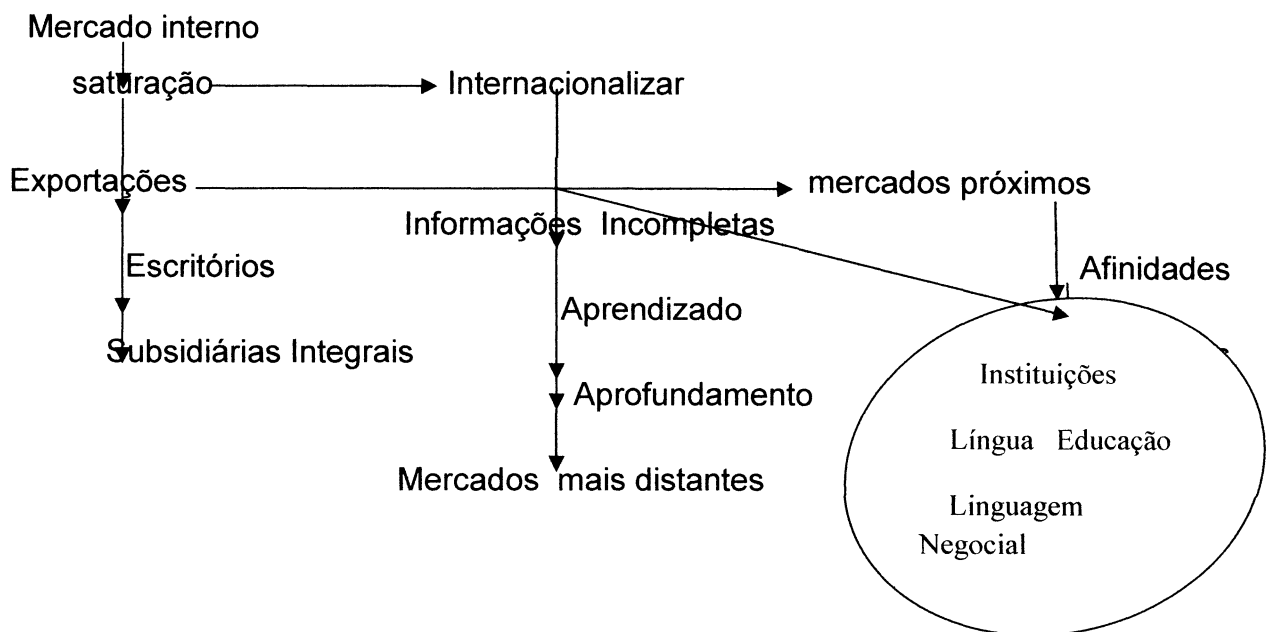 Mercado interno
saturação Internacionalizar
Exportações mercados próximos
Informações Incompletas
Escritórios Afinidades
Aprendizado
Subsidiárias Integrais
Instituições
Aprofundamento
Língua Educação
Mercados mais distantes
Linguagem
Negocial